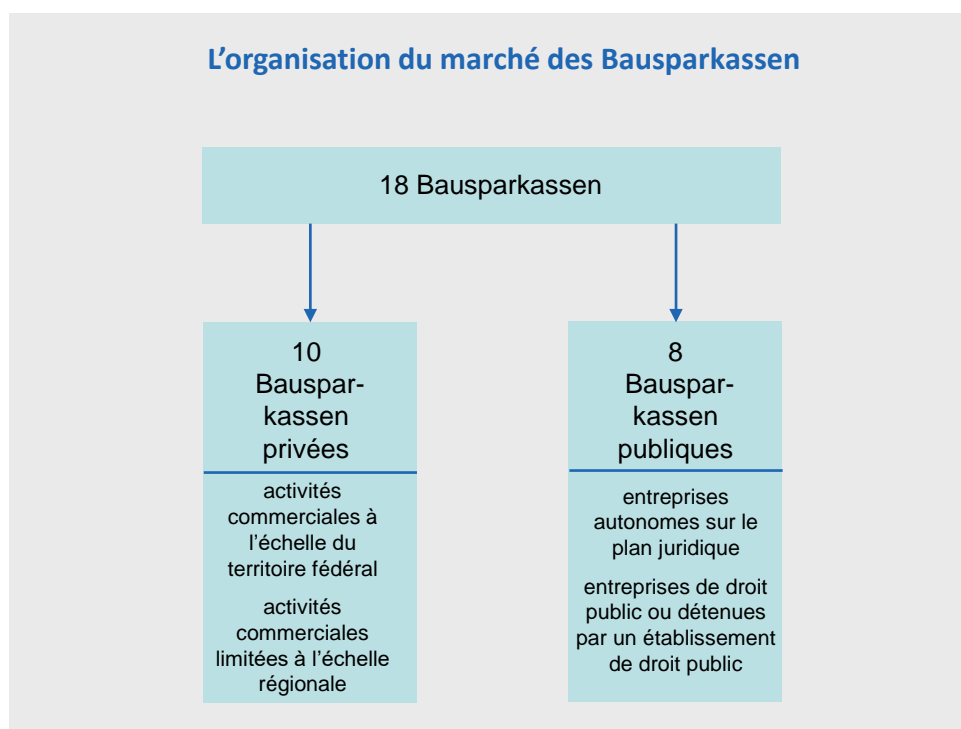 L’organisation du marché des Bausparkassen
18 Bausparkassen
10
Bauspar-
kassen
privées
activités
commerciales à
l’échelle du
territoire fédéral
activités
commerciales
limitées à l’échelle
régionale
8
Bauspar-
kassen
publiques
entreprises
autonomes sur le
plan juridique
entreprises de droit
public ou détenues
par un établissement
de droit public